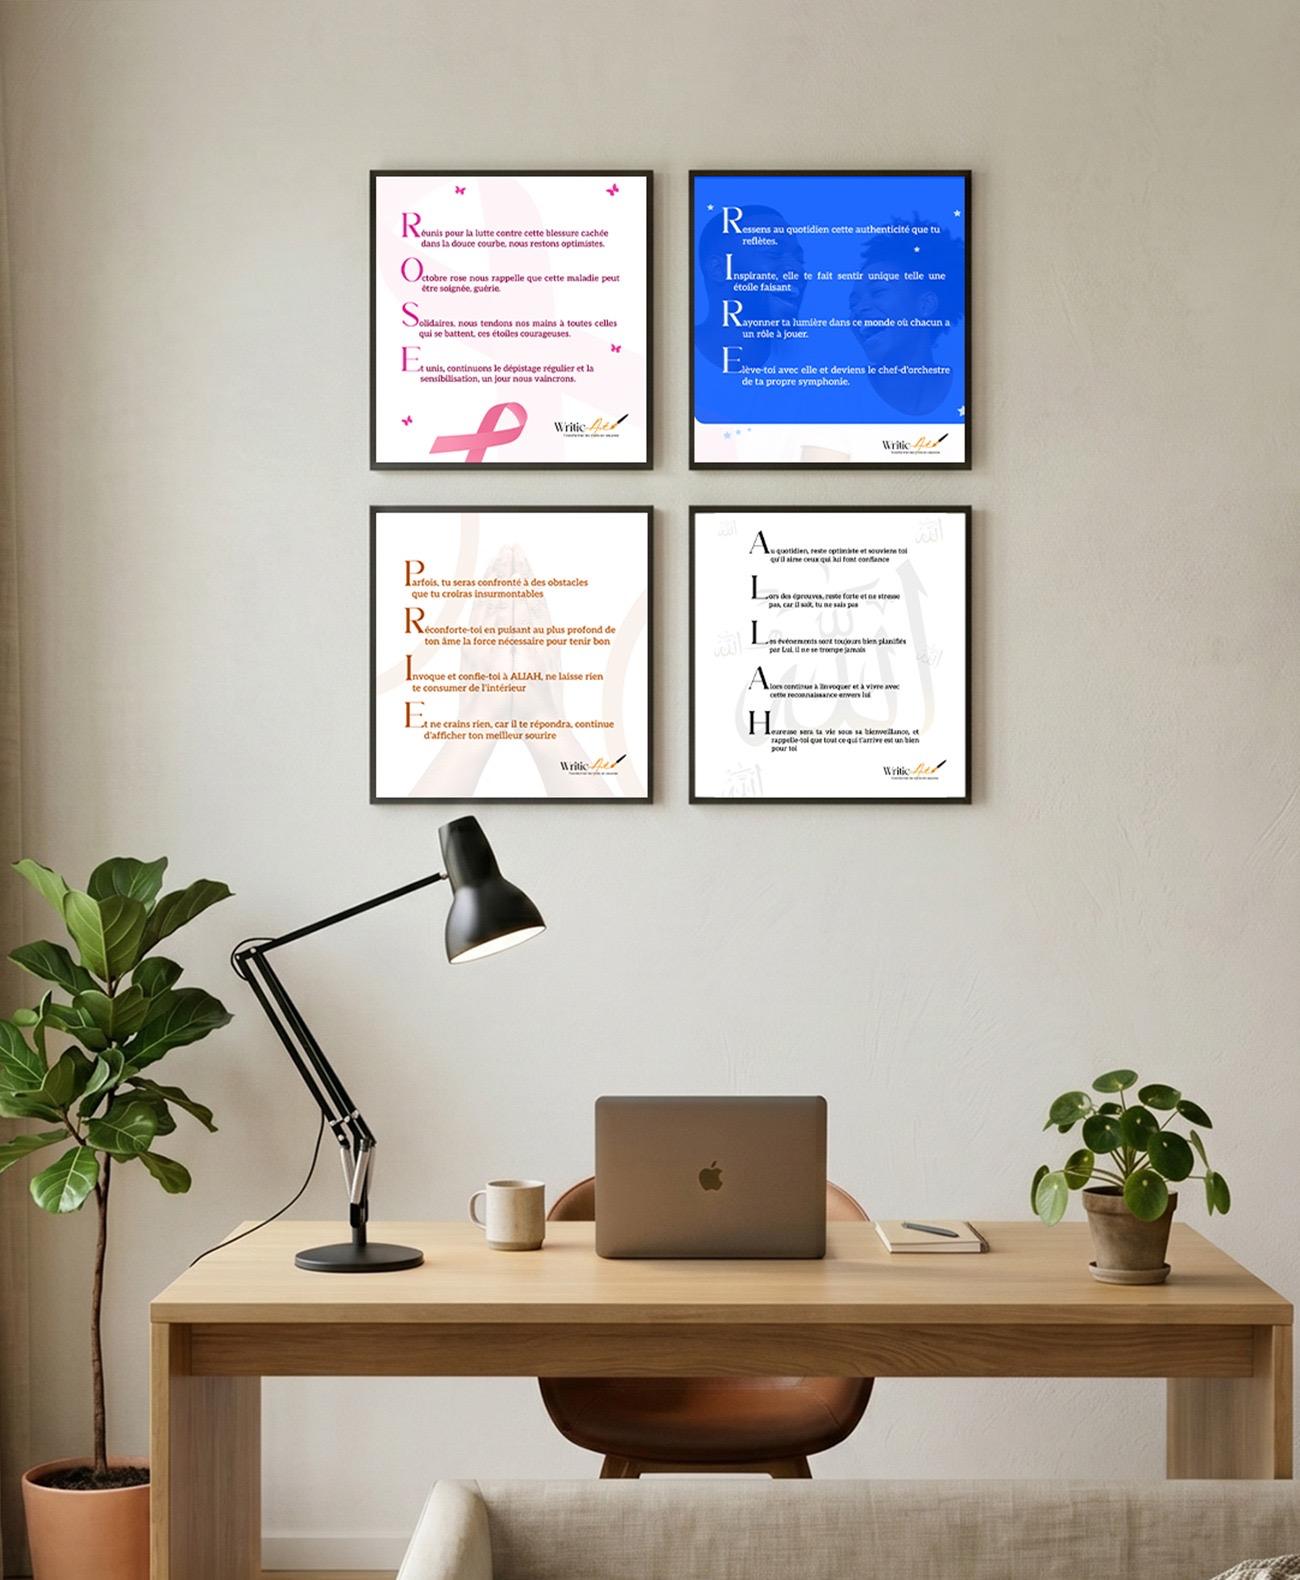 Réunis pour la lutte contre cette blessure cachée
dans la douce courbe, nous restons optimistes.
Octobre rose nous rappelle que cette maladie peut
être soignée, guérie.
Solidaires, nous tendons nos mains à toutes celles
qui se battent, ces étoiles courageuses.
Et unis, continuons le dépistage régulier et la
sensibilisation, un jour nous vaincrons.
Writic Art
Ressens au quotidien cette authenticité que tu
reflètes.
Inspirante, elle te fait sentir unique telle une
étoile faisant
Rayonner ta lumière dans ce monde où chacun a
un rôle à jouer.
Elève-toi avec elle et deviens le chef-d'orchestre
de ta propre symphonie.
Writic Art
Parfois, tu seras confronté à des obstacles
que tu croiras insurmontables
Réconforte-toi en puisant au plus profond de
ton âme la force nécessaire pour tenir bon
Invoque et confie-toi à ALIAH, ne laisse rien
te consumer de l'intérieur
Et ne crains rien, car il te répondra, continue
d'afficher ton meilleur sourire
Writic Art
الله
Au quotidien, reste optimiste et souviens toi
qu'il aime ceux qui lui font confiance
Lors des épreuves, reste forte et ne stresse
pas, car il sait, tu ne sais pas
Les événements sont toujours bien planifiés
par Lui, il ne se trompe jamais
Alors continue à l'invoquer et à vivre avec
cette reconnaissance envers lui
Heureuse sera ta vie sous sa bienveillance, et
rappelle-toi que tout ce qui t'arrive est un bien
pour toi
Writic Art